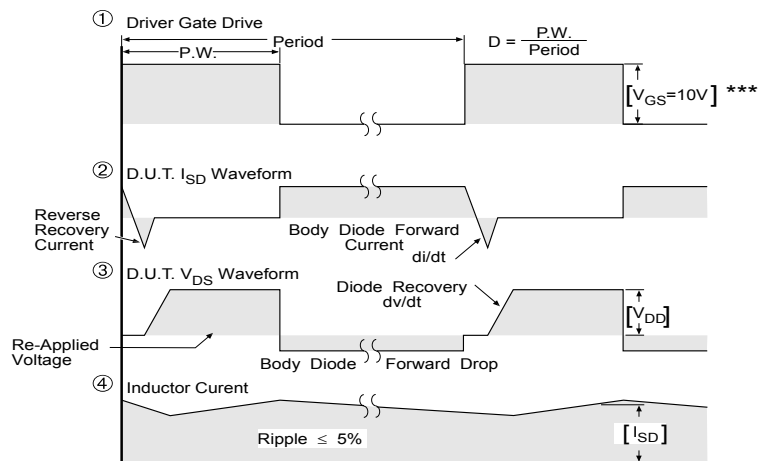 ① Driver Gate Drive
P.W.
Period
D = P.W.
Period
[VGS=10V] ***
② D.U.T. ISD Waveform
Reverse
Recovery
Current
Body Diode Forward
Current
di/dt
③ D.U.T. VDS Waveform
Diode Recovery
dv/dt
[VDD]
Re-Applied
Voltage
Body Diode Forward Drop
④ Inductor Curent
Ripple ≤ 5%
[ISD]